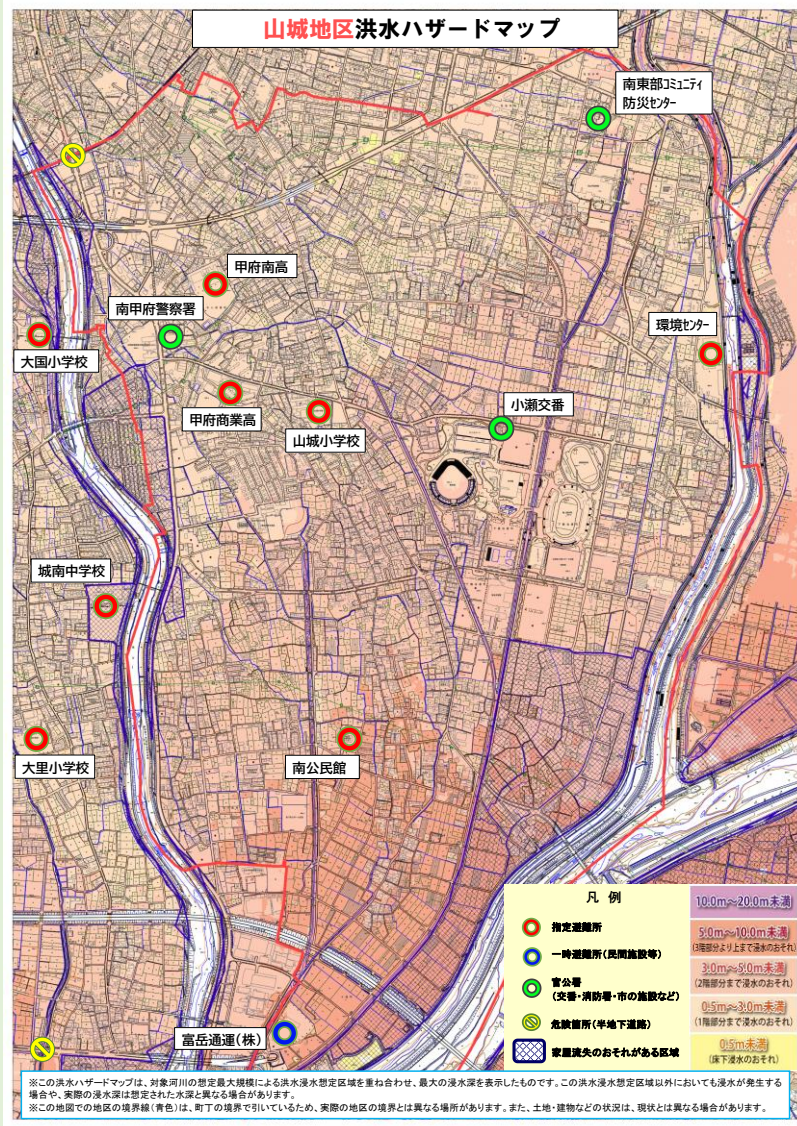 山城地区洪水ハザードマップ
南東部コミュニティ
防災センター
甲府南高
南甲府警察署
環境センター
大国小学校
甲府商業高
小瀬交番
山城小学校
城南中学校
大里小学校
南公民館
富岳通運(株)
凡 例
指定避難所
一時避難所(民間施設等)
官公署
(交番・消防署・市の施設など)
危険箇所(半地下道路)
家屋流失のおそれがある区域
10.0m～20.0m未満
5.0m～10.0m未満
(3階部分より上まで浸水のおそれ)
3.0m～5.0m未満
(2階部分まで浸水のおそれ)
0.5m～3.0m未満
(1階部分まで浸水のおそれ)
0.5m未満
(床下浸水のおそれ)
※この洪水ハザードマップは、対象河川の想定最大規模による洪水浸水想定区域を重ね合わせ、最大の浸水深を表示したものです。この洪水浸水想定区域以外においても浸水が発生する
場合や、実際の浸水深は想定された水深と異なる場合があります。
※この地図での地区の境界線(青色)は、町丁の境界で引いているため、実際の地区の境界とは異なる場所があります。また、土地・建物などの状況は、現状とは異なる場合があります。